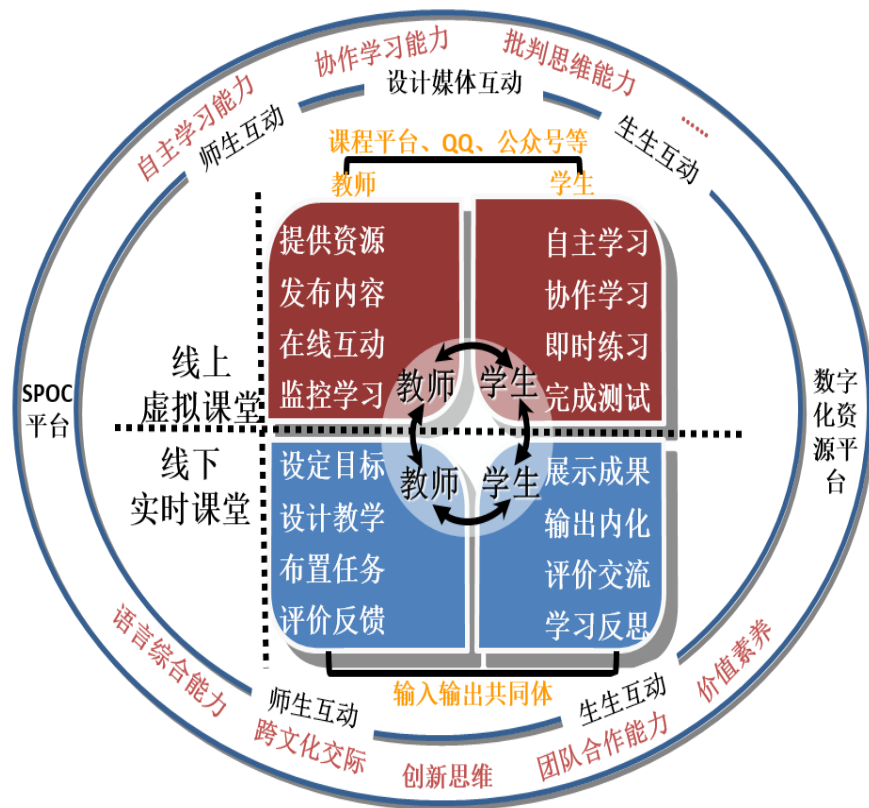 协作学习能力
批判思维能力
自主学习能力
……
设计媒体互动
师生互动
生生互动
课程平台、QQ、公众号等
教师
学生
提供资源
发布内容
在线互动
监控学习
自主学习
协作学习
即时练习
完成测试
线上
虚拟课堂
SPOC
平台
数字
化资
源平
台
教师
学生
线下
实时课堂
教师
学生
设定目标
设计教学
布置任务
评价反馈
展示成果
输出内化
评价交流
学习反思
输入输出共同体
师生互动
生生互动
语言综合能力
跨文化交际
创新思维
团队合作能力
价值素养